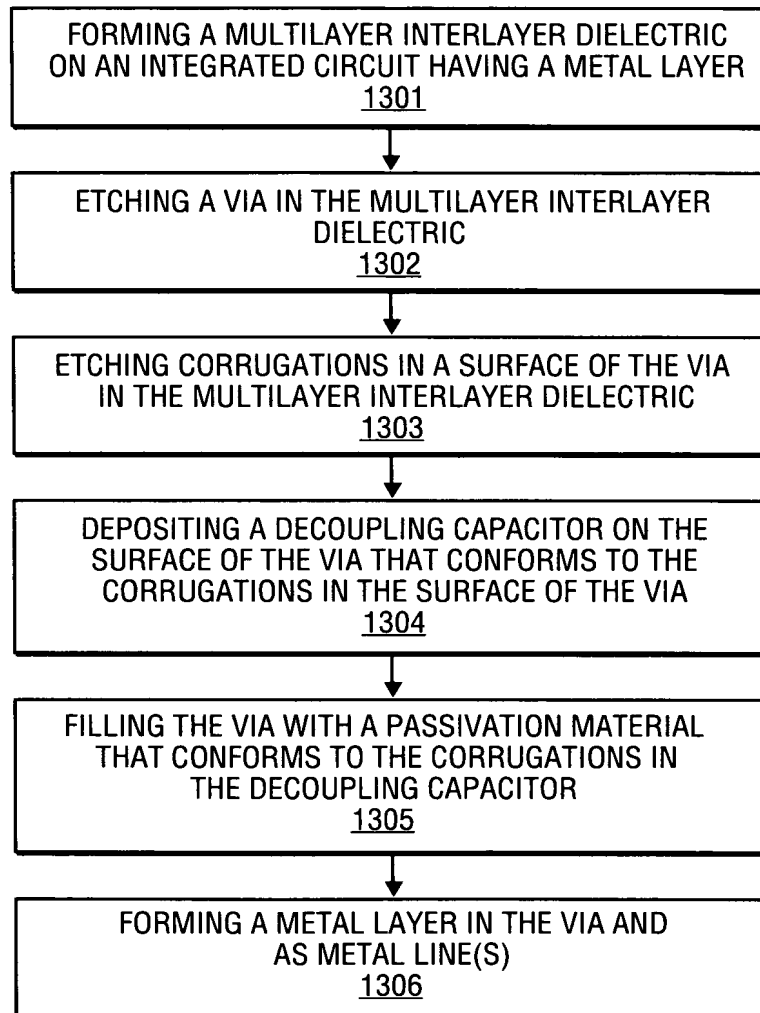 FORMING A MULTILAYER INTERLAYER DIELECTRIC
ON AN INTEGRATED CIRCUIT HAVING A METAL LAYER
1301
ETCHING A VIA IN THE MULTILAYER INTERLAYER
DIELECTRIC
1302
ETCHING CORRUGATIONS IN A SURFACE OF THE VIA
IN THE MULTILAYER INTERLAYER DIELECTRIC
1303
DEPOSITING A DECOUPLING CAPACITOR ON THE
SURFACE OF THE VIA THAT CONFORMS TO THE
CORRUGATIONS IN THE SURFACE OF THE VIA
1304
FILLING THE VIA WITH A PASSIVATION MATERIAL
THAT CONFORMS TO THE CORRUGATIONS IN
THE DECOUPLING CAPACITOR
1305
FORMING A METAL LAYER IN THE VIA AND
AS METAL LINE(S)
1306